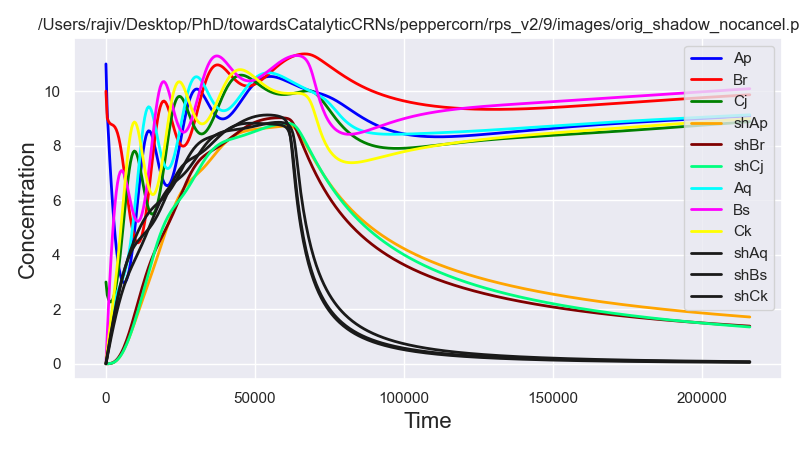 /Users/rajiv/Desktop/PhD/towardsCatalyticCRNs/peppercorn/rps_v2/9/images/orig_shadow_nocancel.p
Concentration
10
8
6
4
2
0
Ap
Br
Cj
shAp
shBr
shCj
Aq
Bs
Ck
shAq
shBs
shCk
0 50000 100000 150000 200000
Time